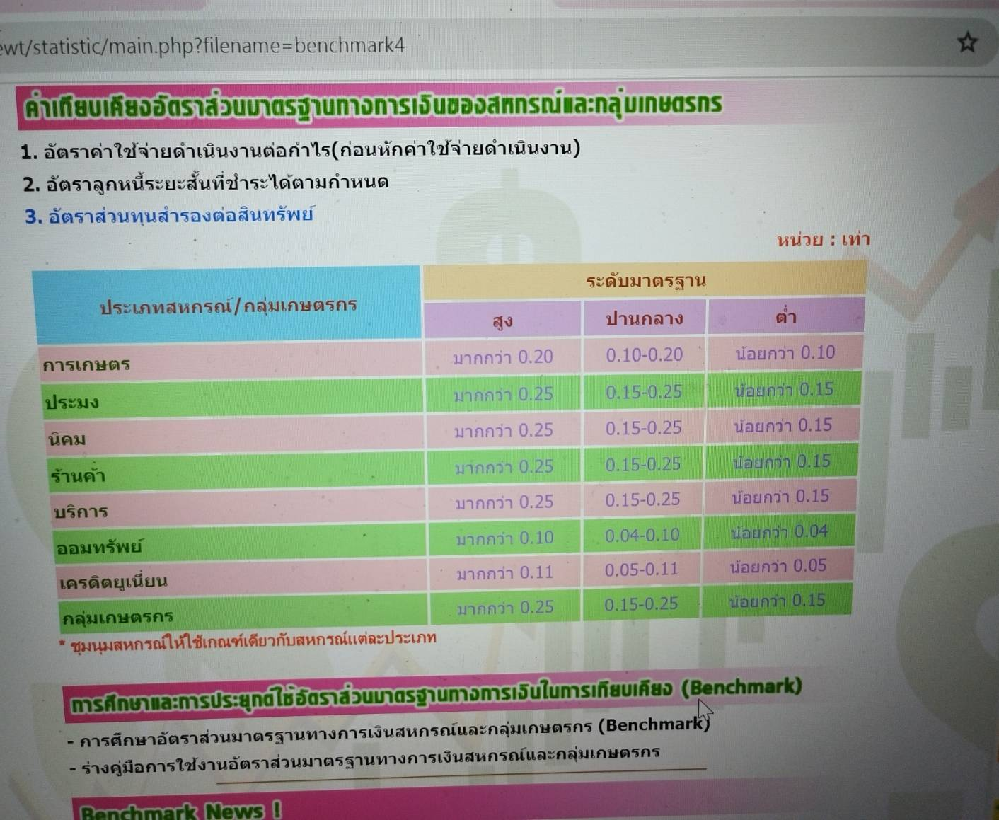 ewt/statistic/main.php?filename=benchmark4
ค่าเทียบเคียงอัตราส่วนมาตรฐานทางการเงินของสหกรณ์และกลุ่มเกษตรกร
1. อัตราค่าใช้จ่ายดำเนินงานต่อกำไร(ก่อนหักค่าใช้จ่ายดำเนินงาน)
2. อัตราลูกหนี้ระยะสั้นที่ชำระได้ตามกำหนด
3. อัตราส่วนทุนสำรองต่อสินทรัพย์
หน่วย : เท่า
ประเภทสหกรณ์/กลุ่มเกษตรกร ระดับมาตรฐาน
สูง ปานกลาง ต่ำ
การเกษตร มากกว่า 0.20 0.10-0.20 น้อยกว่า 0.10
ประมง มากกว่า 0.25 0.15-0.25 น้อยกว่า 0.15
นิคม มากกว่า 0.25 0.15-0.25 น้อยกว่า 0.15
ร้านค้า มากกว่า 0.25 0.15-0.25 น้อยกว่า 0.15
บริการ มากกว่า 0.25 0.15-0.25 น้อยกว่า 0.15
ออมทรัพย์ มากกว่า 0.10 0.04-0.10 น้อยกว่า 0.04
เครดิตยูเนี่ยน มากกว่า 0.11 0.05-0.11 น้อยกว่า 0.05
กลุ่มเกษตรกร มากกว่า 0.25 0.15-0.25 น้อยกว่า 0.15
* ชุมนุมสหกรณ์ให้ใช้เกณฑ์เดียวกับสหกรณ์แต่ละประเภท
การศึกษาและการประยุกต์ใช้อัตราส่วนมาตรฐานทางการเงินในการเทียบเคียง (Benchmark)
- การศึกษาอัตราส่วนมาตรฐานทางการเงินสหกรณ์และกลุ่มเกษตรกร (Benchmark)
- ร่างคู่มือการใช้งานอัตราส่วนมาตรฐานทางการเงินสหกรณ์และกลุ่มเกษตรกร
Benchmark News !